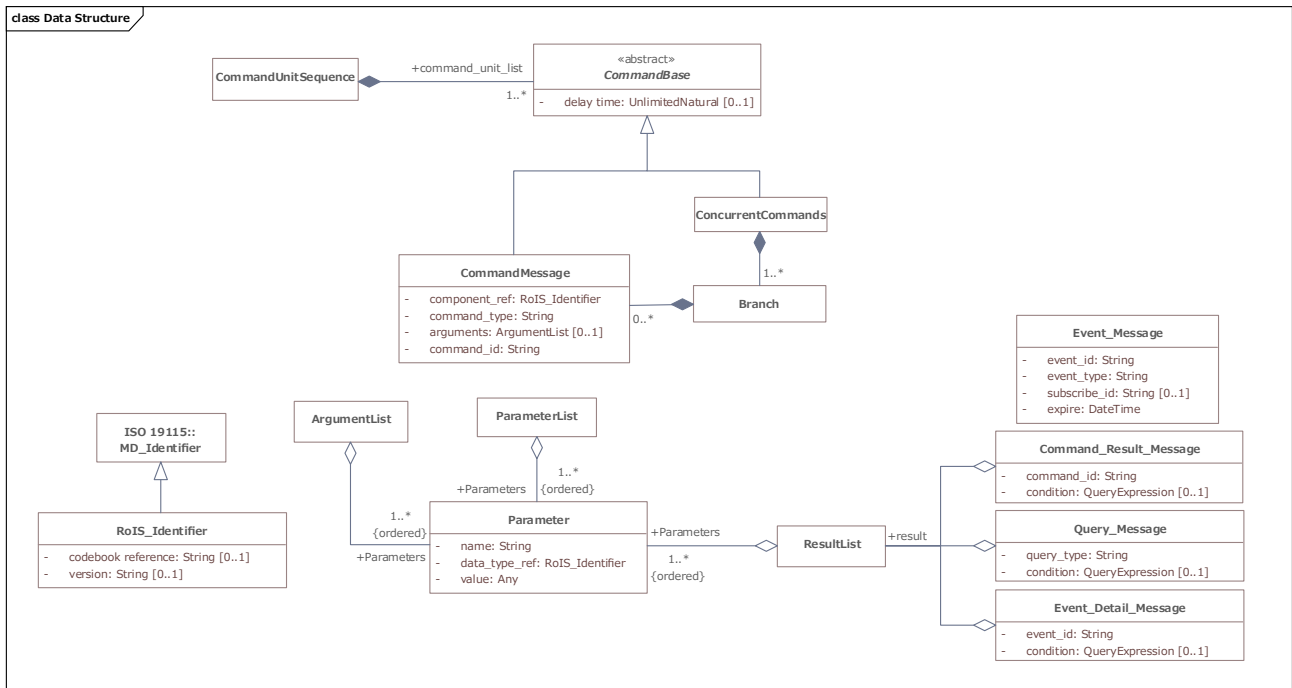 class Data Structure
CommandUnitSequence
+command_unit_list
1..*
«abstract»
CommandBase
- delay time: UnlimitedNatural [0..1]
ConcurrentCommands
1..*
CommandMessage
- component_ref: RoIS_Identifier
- command_type: String
- arguments: ArgumentList [0..1]
- command_id: String
0..*
Branch
Event_Message
- event_id: String
- event_type: String
- subscribe_id: String [0..1]
- expire: DateTime
ISO 19115::
MD_Identifier
ArgumentList
ParameterList
1..*
+Parameters {ordered}
1..*
{ordered}
+Parameters
RoIS_Identifier
- codebook reference: String [0..1]
- version: String [0..1]
Parameter
- name: String
- data_type_ref: RoIS_Identifier
- value: Any
+Parameters
1..*
{ordered}
ResultList
+result
Command_Result_Message
- command_id: String
- condition: QueryExpression [0..1]
Query_Message
- query_type: String
- condition: QueryExpression [0..1]
Event_Detail_Message
- event_id: String
- condition: QueryExpression [0..1]